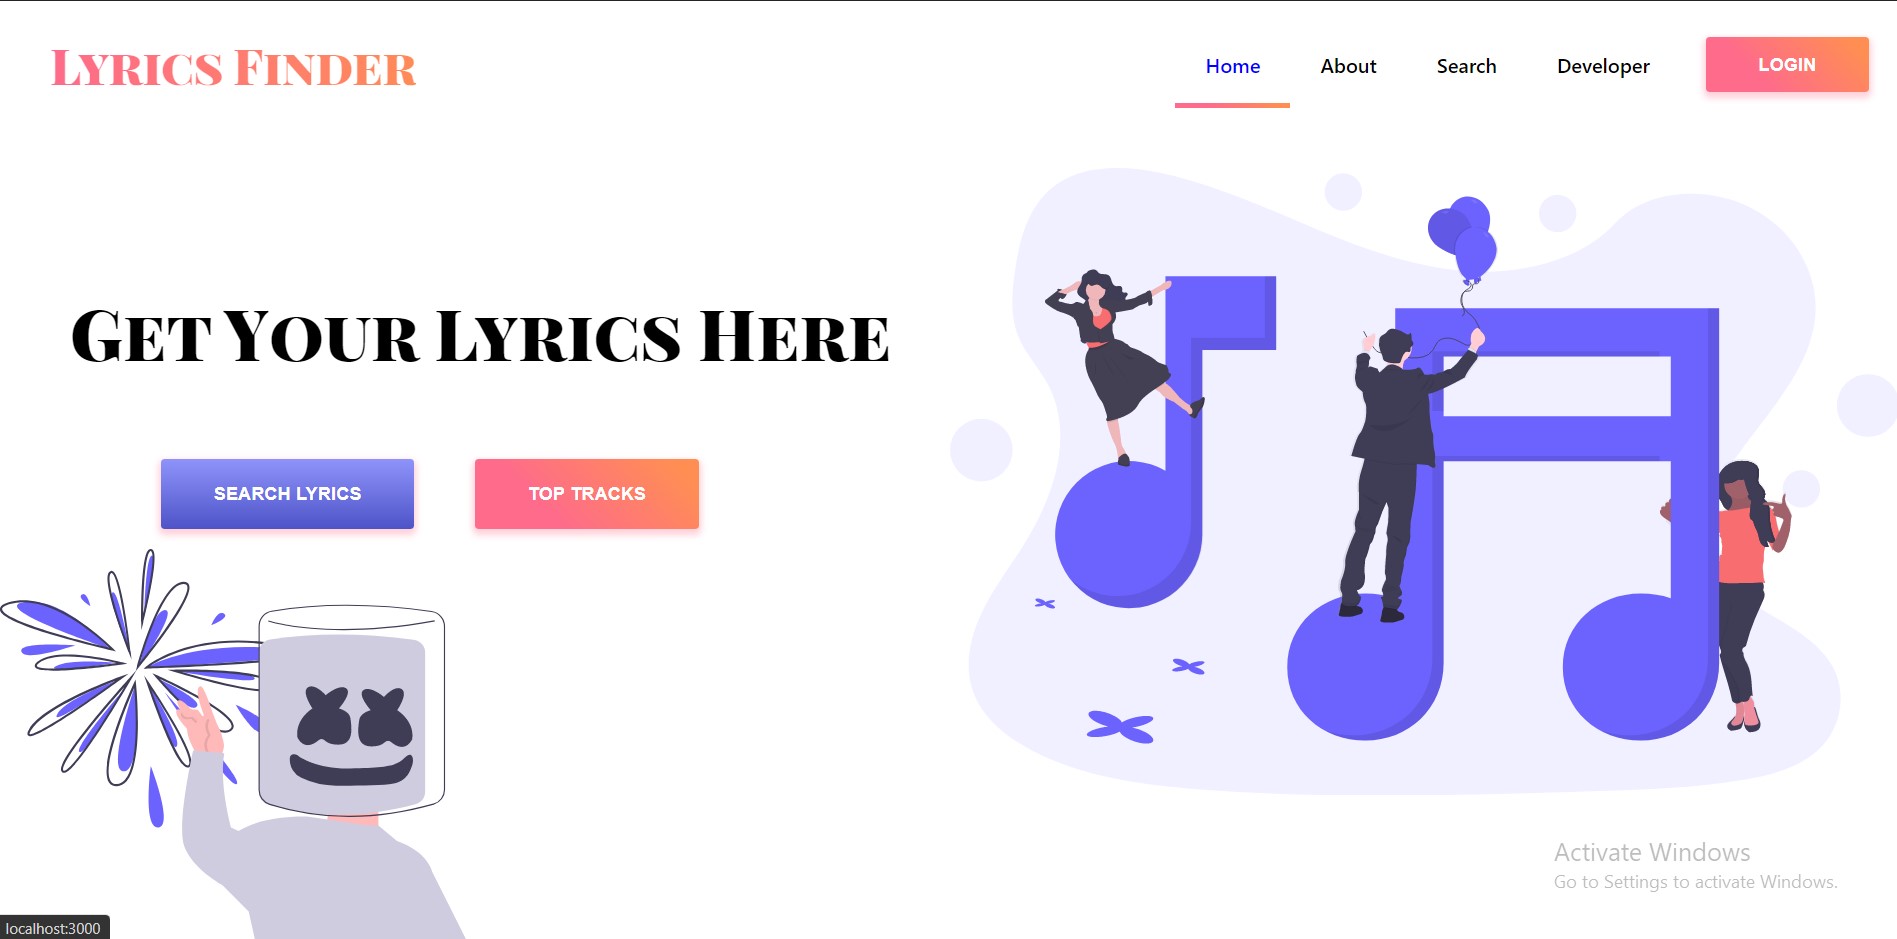 Lyrics Finder
Home
About
Search
Developer
LOGIN
Get Your Lyrics Here
SEARCH LYRICS
TOP TRACKS
Activate Windows
Go to Settings to activate Windows.
localhost:3000